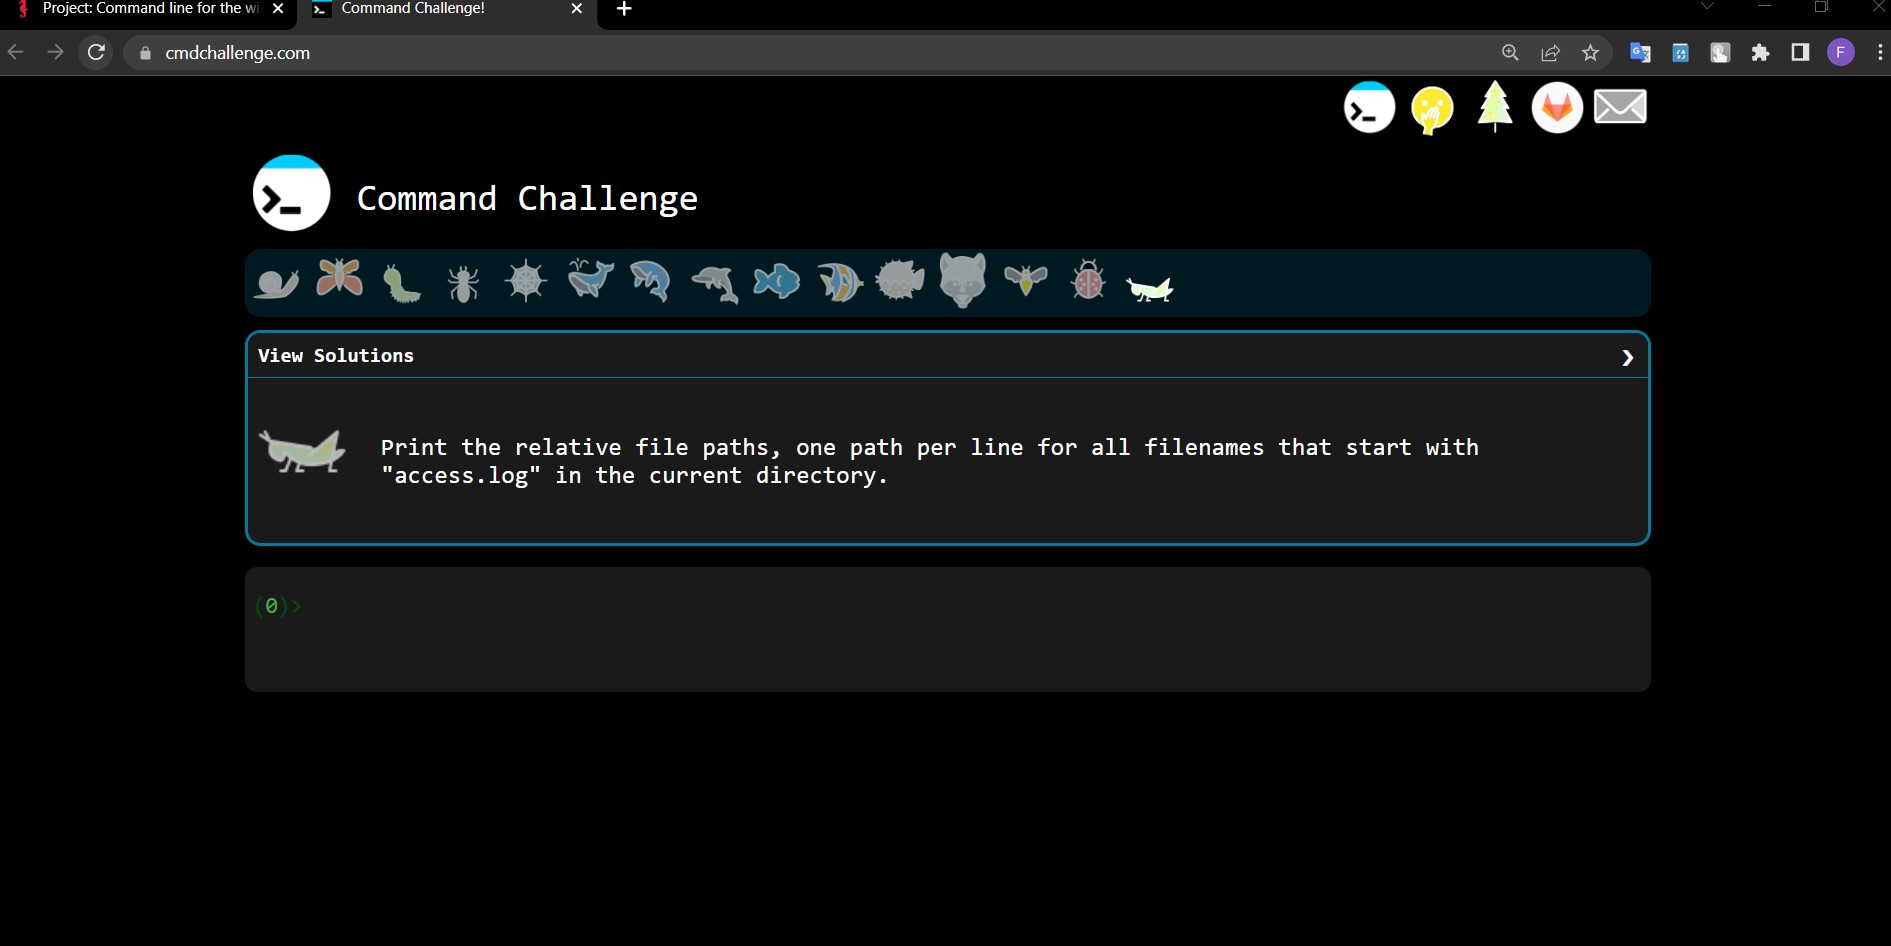 Project: Command line for the wi
Command Challenge!
cmdchallenge.com
F
Command Challenge
View Solutions
Print the relative file paths, one path per line for all filenames that start with
"access.log" in the current directory.
(0)>